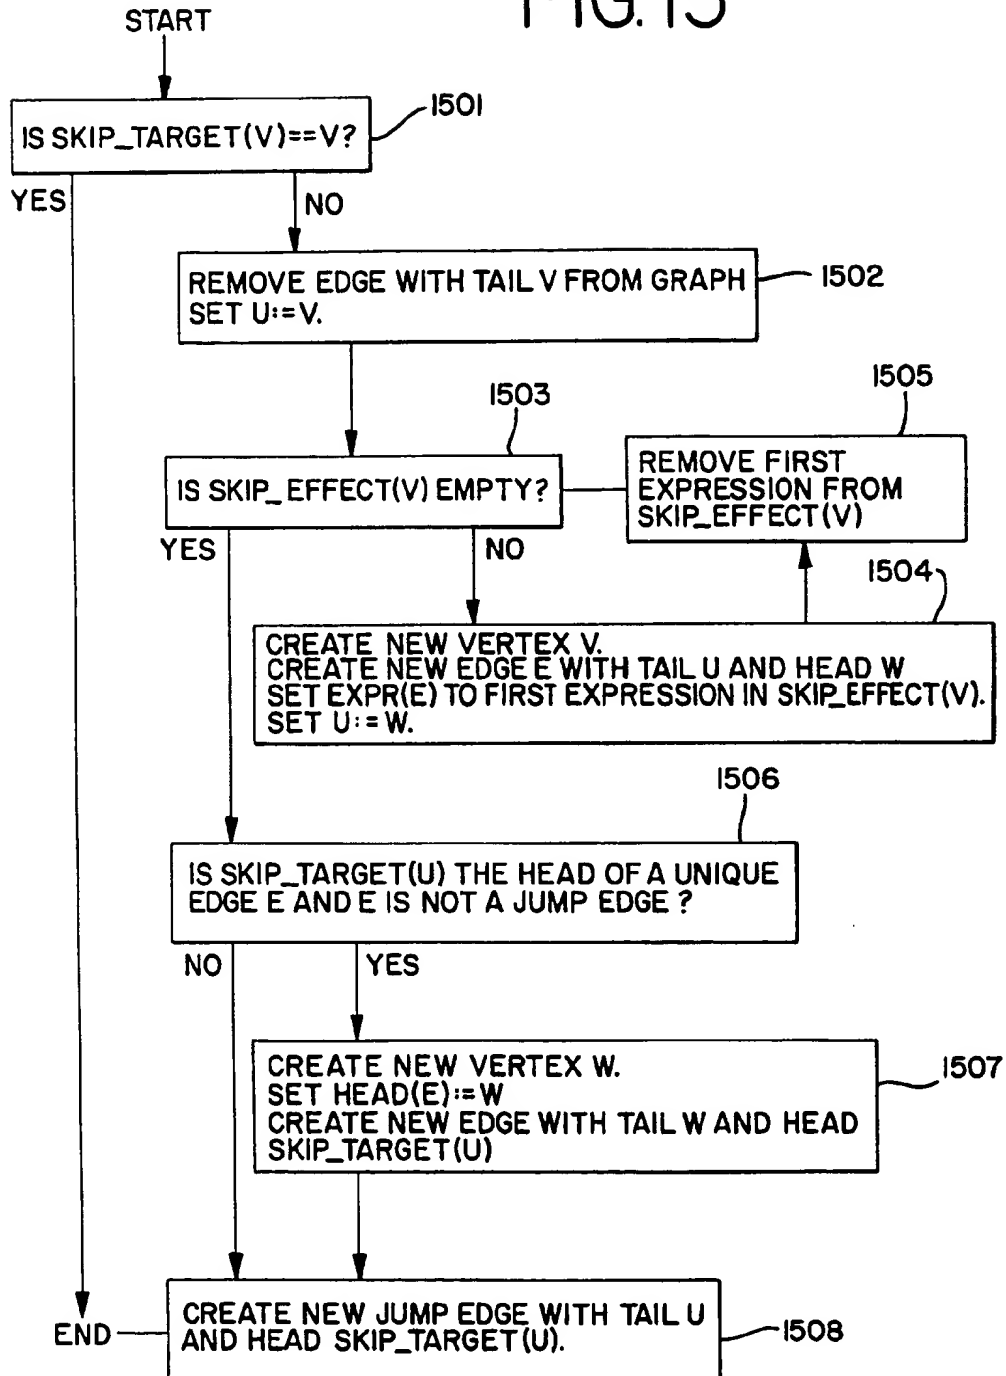 FIG. 15
START
1501
IS SKIP_TARGET(V)==V?
YES
NO
REMOVE EDGE WITH TAIL V FROM GRAPH
SET U:=V.
1502
1503
IS SKIP_EFFECT(V) EMPTY?
1505
REMOVE FIRST
EXPRESSION FROM
SKIP_EFFECT(V)
YES
NO
1504
CREATE NEW VERTEX V.
CREATE NEW EDGE E WITH TAIL U AND HEAD W
SET EXPR(E) TO FIRST EXPRESSION IN SKIP_EFFECT(V).
SET U:=W.
1506
IS SKIP_TARGET(U) THE HEAD OF A UNIQUE
EDGE E AND E IS NOT A JUMP EDGE ?
NO
YES
CREATE NEW VERTEX W.
SET HEAD(E):=W
CREATE NEW EDGE WITH TAIL W AND HEAD
SKIP_TARGET(U)
1507
END
CREATE NEW JUMP EDGE WITH TAIL U
AND HEAD SKIP_TARGET(U).
1508